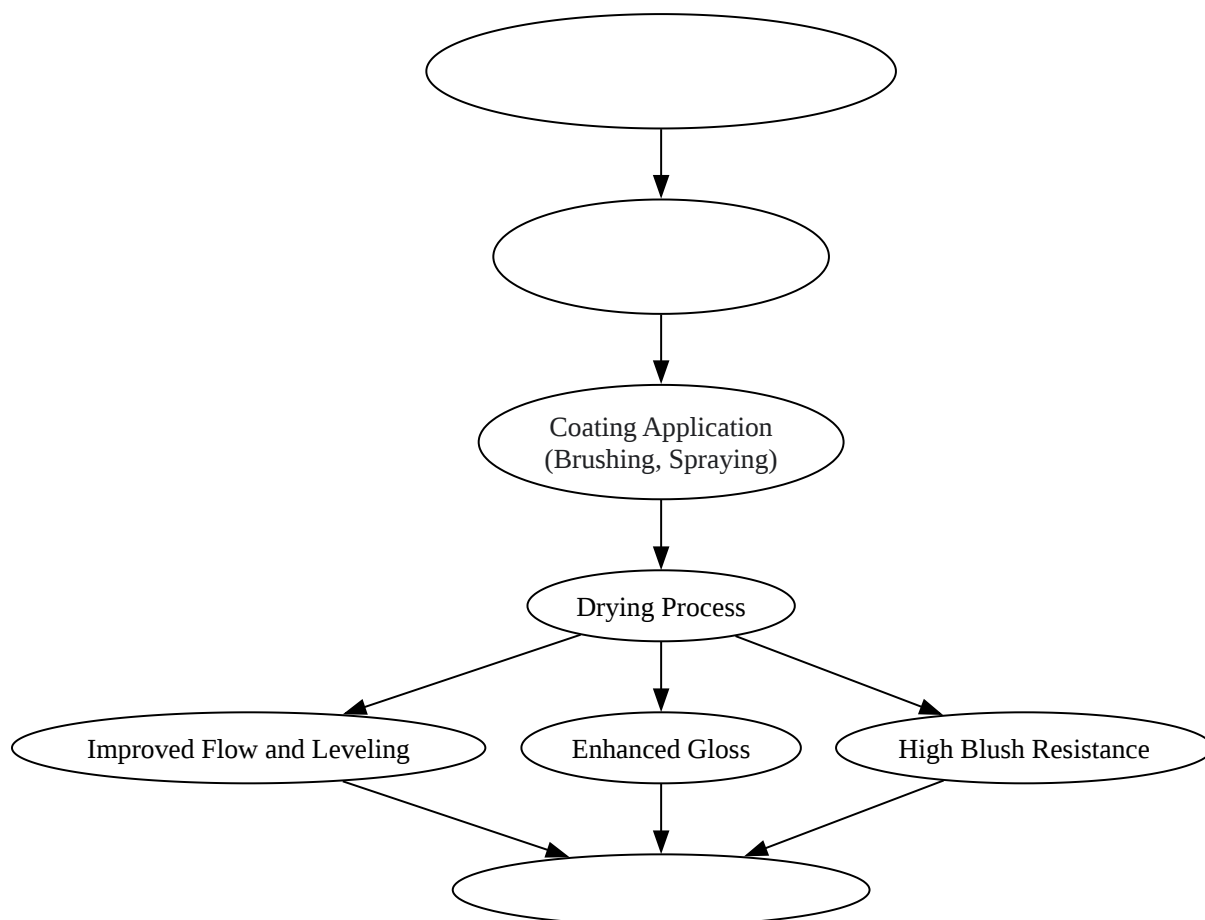 Coating Application
(Brushing, Spraying)
Drying Process
Improved Flow and Leveling
Enhanced Gloss
High Blush Resistance